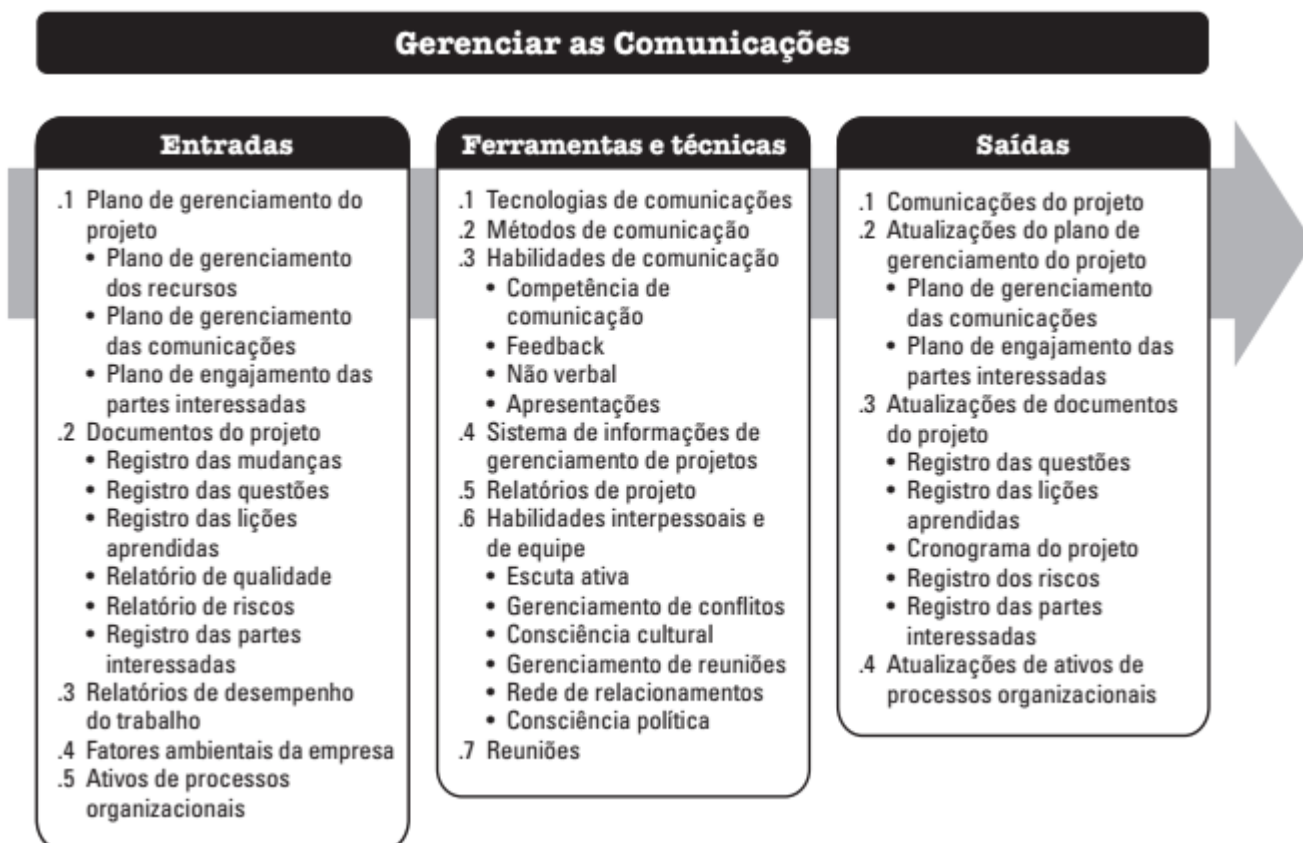 Gerenciar as Comunicações
Entradas
.1 Plano de gerenciamento do
projeto
• Plano de gerenciamento
dos recursos
• Plano de gerenciamento
das comunicações
• Plano de engajamento das
partes interessadas
.2 Documentos do projeto
• Registro das mudanças
• Registro das questões
• Registro das lições
aprendidas
• Relatório de qualidade
• Relatório de riscos
• Registro das partes
interessadas
.3 Relatórios de desempenho
do trabalho
.4 Fatores ambientais da empresa
.5 Ativos de processos
organizacionais
Ferramentas e técnicas
.1 Tecnologias de comunicações
.2 Métodos de comunicação
.3 Habilidades de comunicação
• Competência de
comunicação
• Feedback
• Não verbal
• Apresentações
.4 Sistema de informações de
gerenciamento de projetos
.5 Relatórios de projeto
.6 Habilidades interpessoais e
de equipe
• Escuta ativa
• Gerenciamento de conflitos
• Consciência cultural
• Gerenciamento de reuniões
• Rede de relacionamentos
• Consciência política
.7 Reuniões
Saídas
.1 Comunicações do projeto
.2 Atualizações do plano de
gerenciamento do projeto
• Plano de gerenciamento
das comunicações
• Plano de engajamento das
partes interessadas
.3 Atualizações de documentos
do projeto
• Registro das questões
• Registro das lições
aprendidas
• Cronograma do projeto
• Registro dos riscos
• Registro das partes
interessadas
.4 Atualizações de ativos de
processos organizacionais